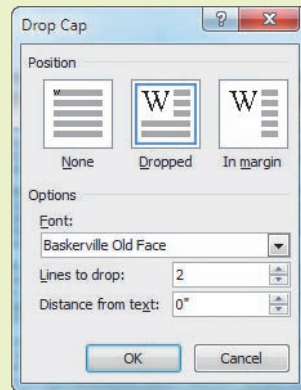 Drop Cap
?
Position
W
W
W
None
Dropped
In margin
Options
Font:
Baskerville Old Face
Lines to drop:
2
Distance from text:
0"
OK
Cancel